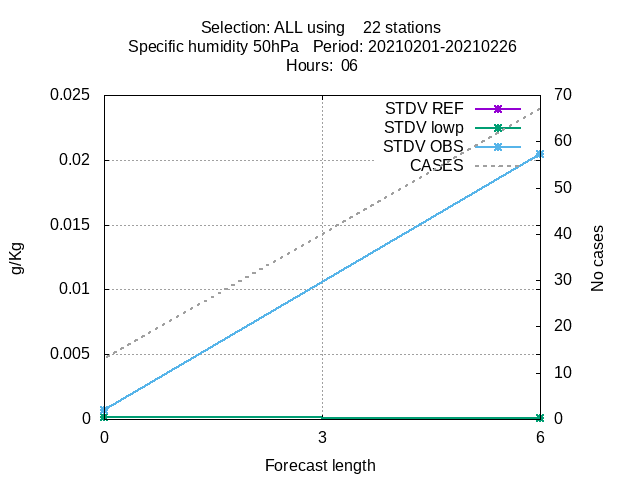 Selection: ALL using    22 stations
Specific humidity 50hPa   Period: 20210201-20210226
Hours:  06
0.025
0.02
0.015
0.01
0.005
0
g/Kg
STDV REF
STDV lowp
STDV OBS
CASES
70
60
50
40
30
20
10
0
No cases
0
3
6
Forecast length